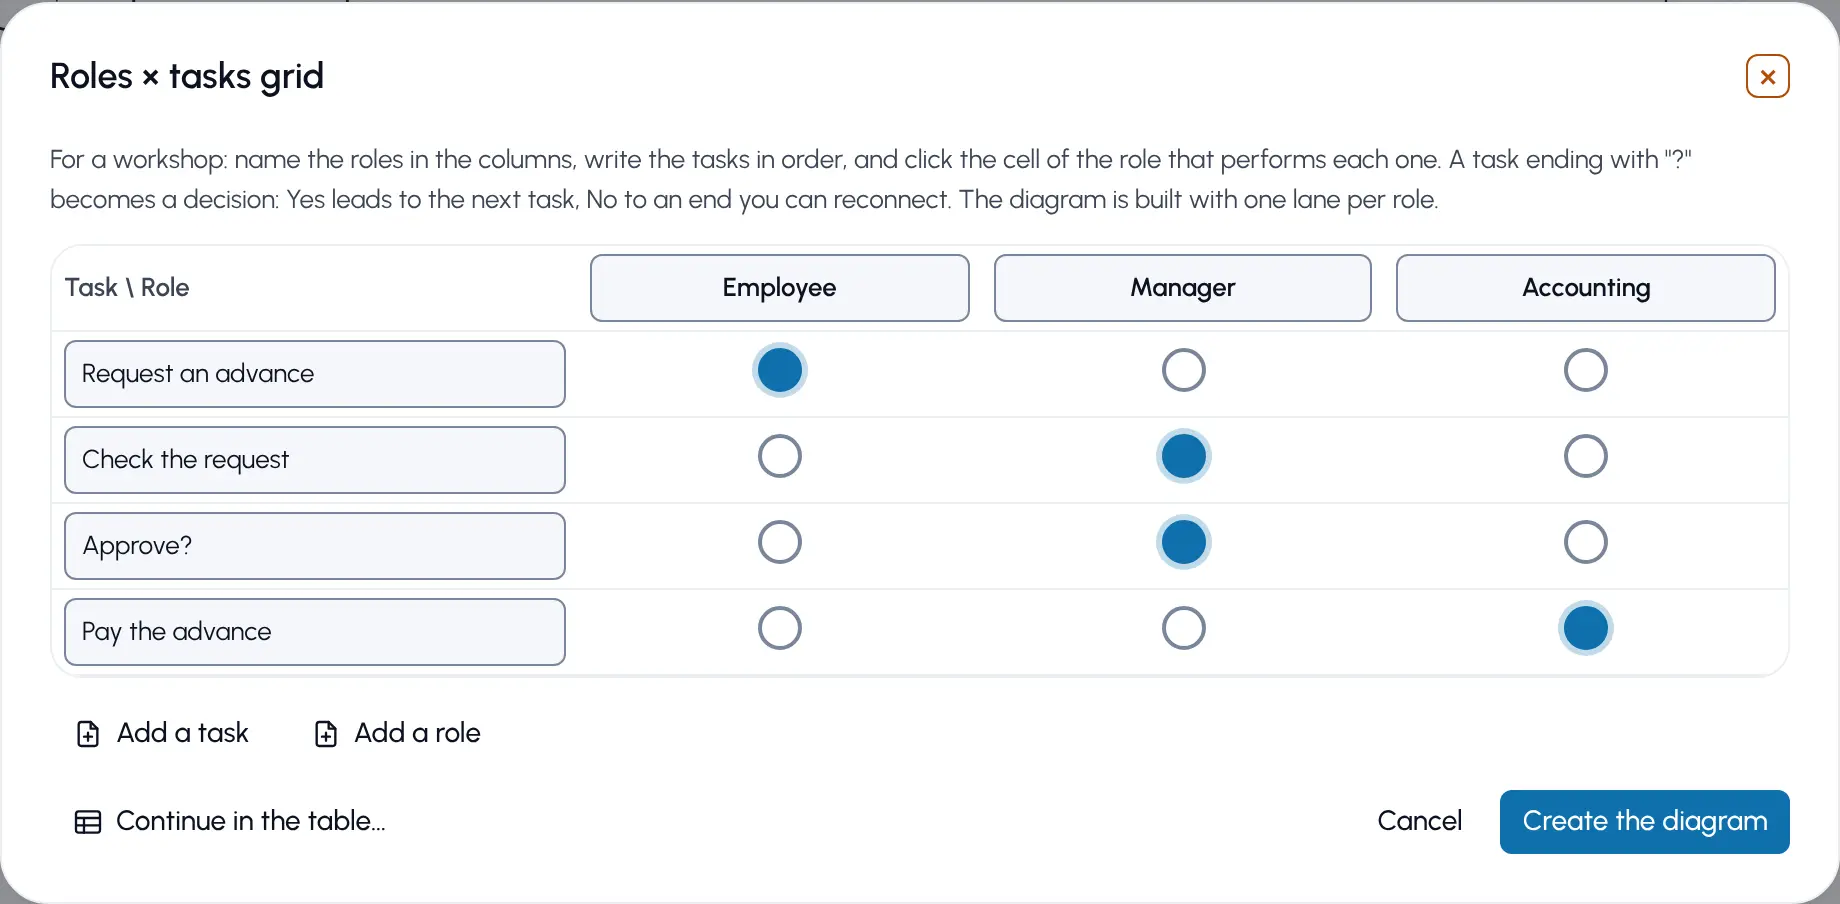 Roles × tasks grid
For a workshop: name the roles in the columns, write the tasks in order, and click the cell of the role that performs each one. A task ending with "?"
becomes a decision: Yes leads to the next task, No to an end you can reconnect. The diagram is built with one lane per role.
Task \ Role Employee Manager Accounting
Request an advance
Check the request
Approve?
Pay the advance
Add a task Add a role
Continue in the table... Cancel Create the diagram